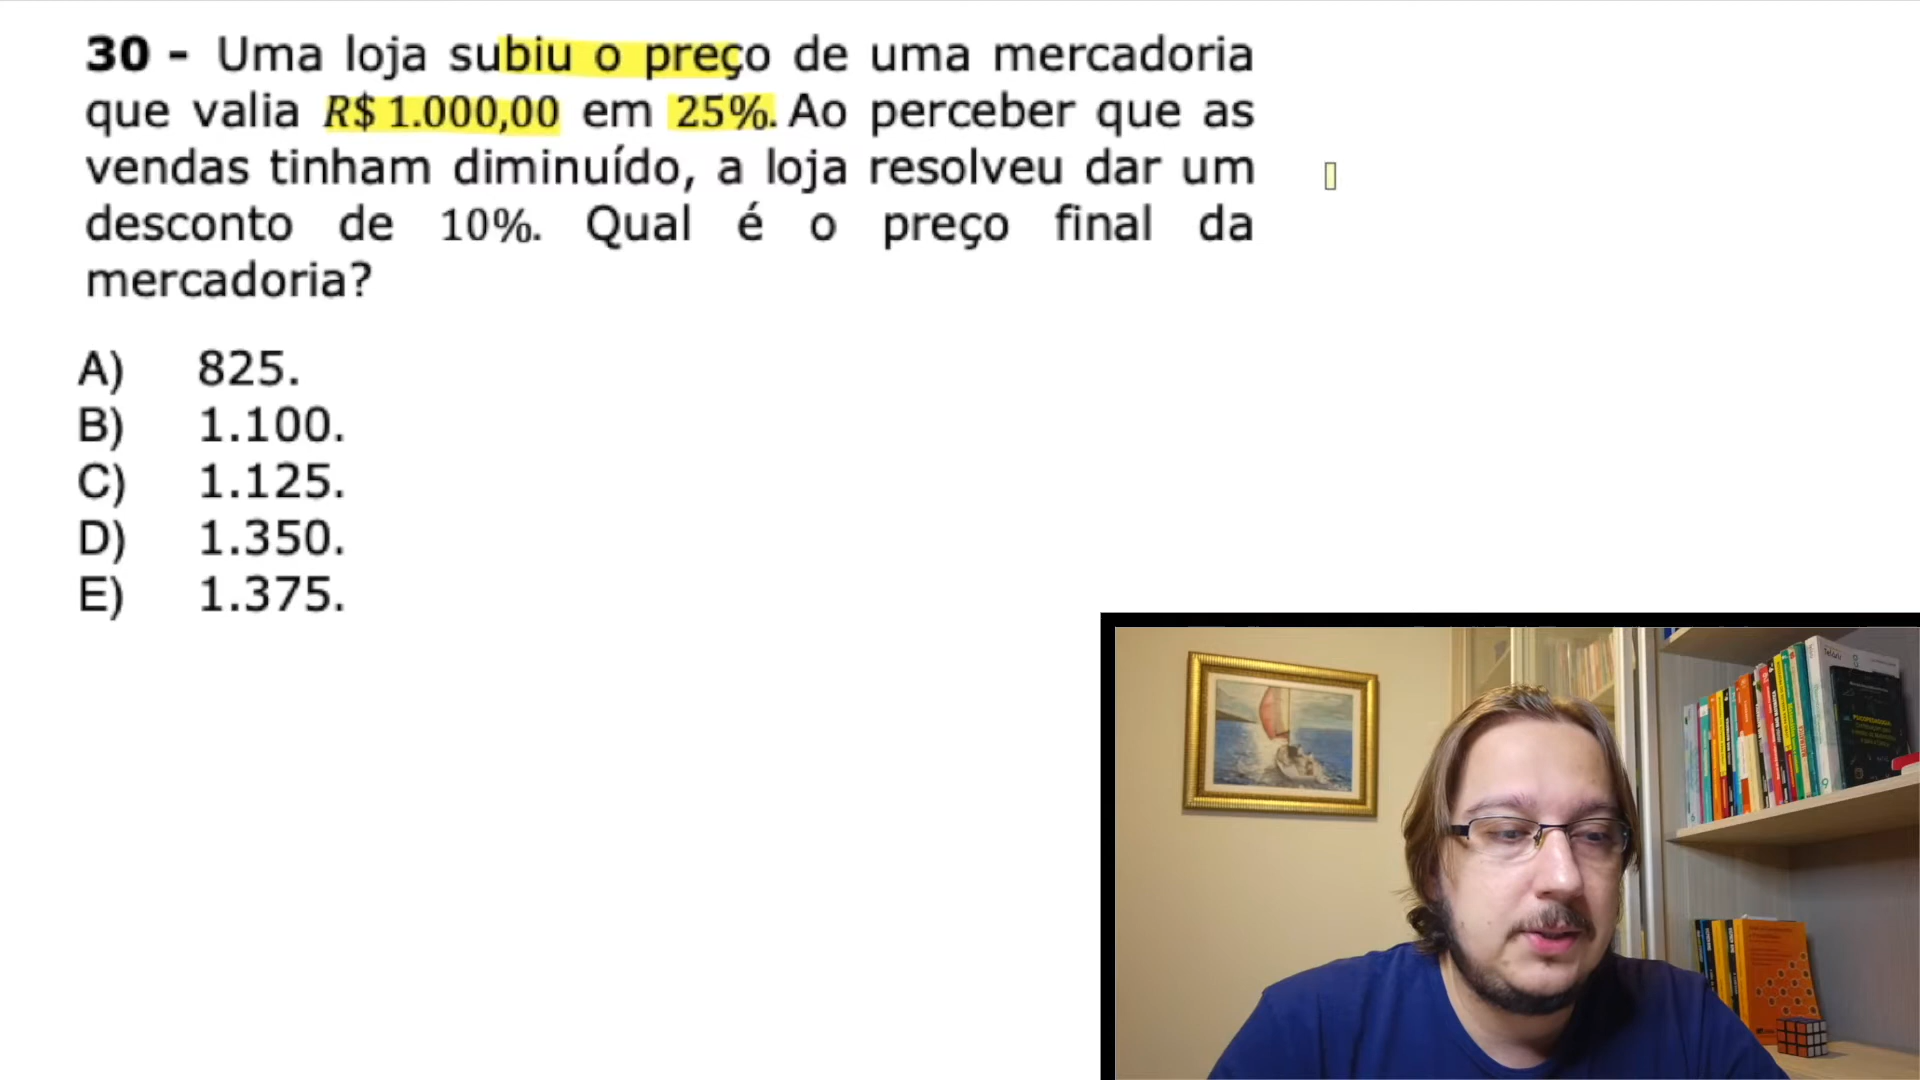 30 - Uma loja subiu o preço de uma mercadoria
que valia R$ 1.000,00 em 25%. Ao perceber que as
vendas tinham diminuído, a loja resolveu dar um
desconto de 10%. Qual é o preço final da
mercadoria?
A) 825.
B) 1.100.
C) 1.125.
D) 1.350.
E) 1.375.